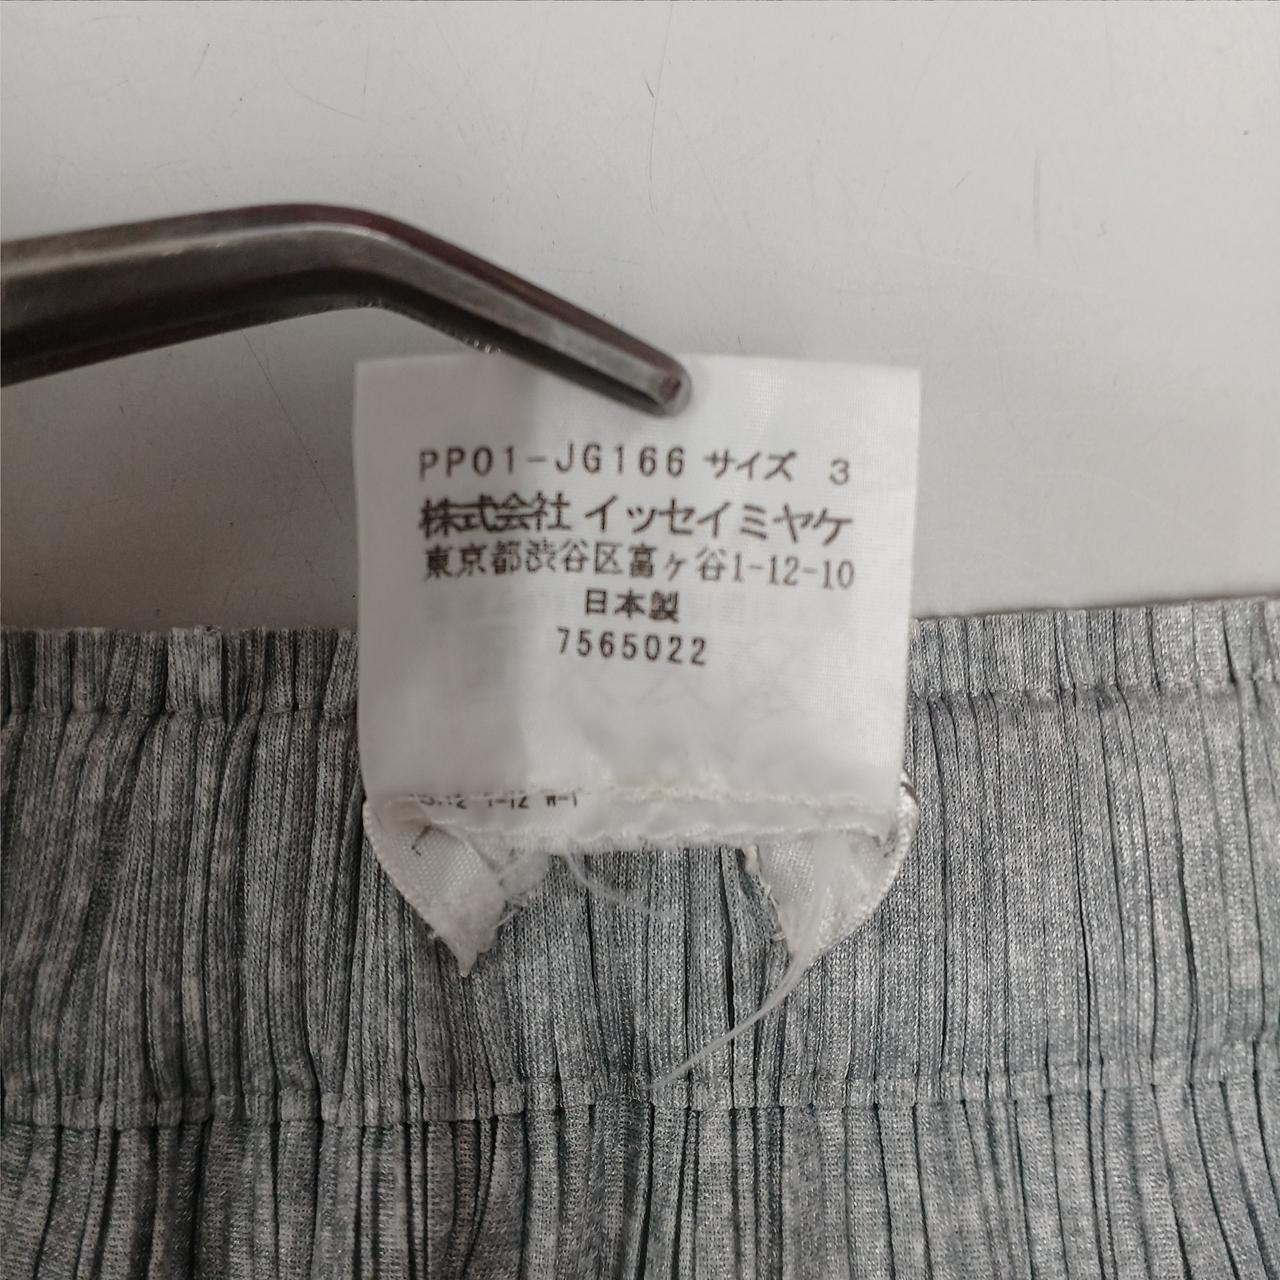 PP01-JG166 サイズ 3
株式会社 イッセイミヤケ
東京都渋谷区富ヶ谷1-12-10
日本製
7565022